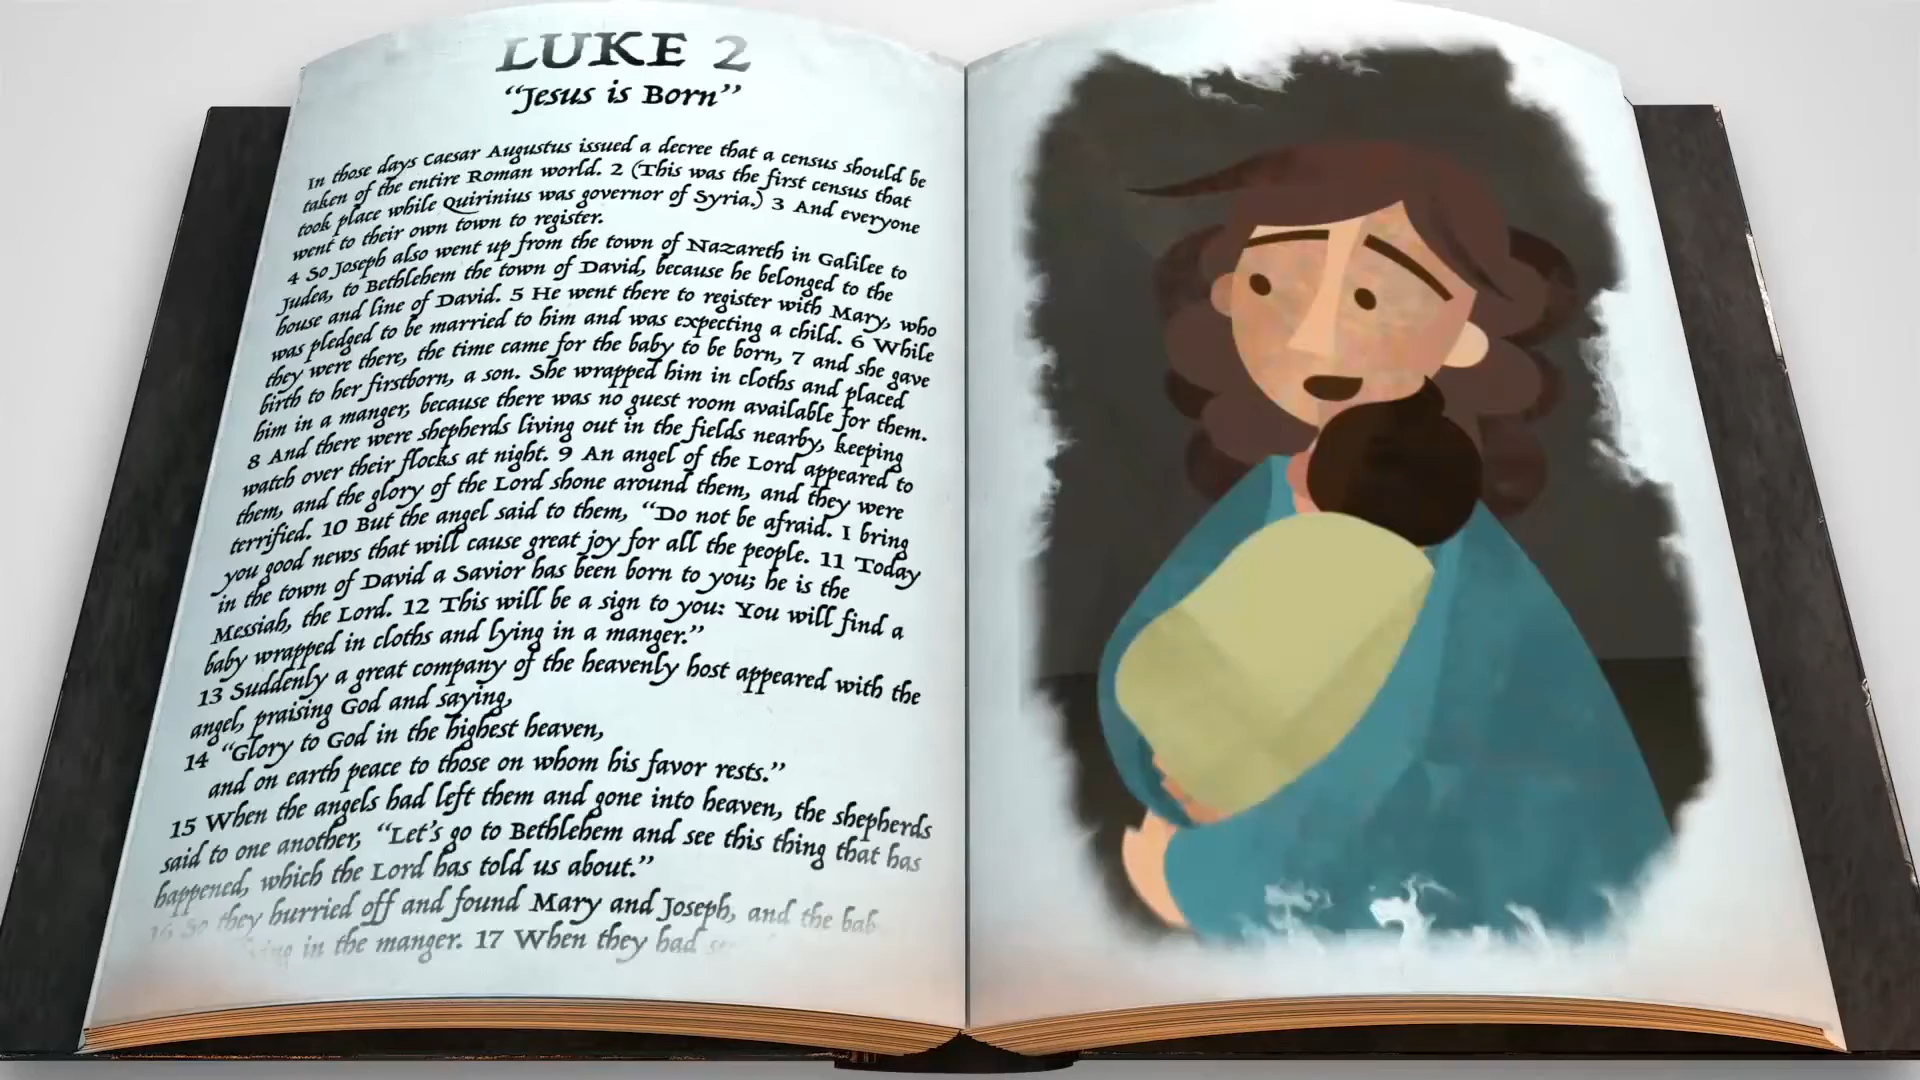 LUKE 2
“Jesus is Born”
In those days Caesar Augustus issued a decree that a census should be
taken of the entire Roman world. 2 (This was the first census that
took place while Quirinius was governor of Syria.) 3 And everyone
went to their own town to register.
4 So Joseph also went up from the town of Nazareth in Galilee to
Judea, to Bethlehem the town of David, because he belonged to the
house and line of David. 5 He went there to register with Mary, who
was pledged to be married to him and was expecting a child. 6 While
they were there, the time came for the baby to be born, 7 and she gave
birth to her firstborn, a son. She wrapped him in cloths and placed
him in a manger, because there was no guest room available for them.
8 And there were shepherds living out in the fields nearby, keeping
watch over their flocks at night. 9 An angel of the Lord appeared to
them, and the glory of the Lord shone around them, and they were
terrified. 10 But the angel said to them, “Do not be afraid. I bring
you good news that will cause great joy for all the people. 11 Today
in the town of David a Savior has been born to you; he is the
Messiah, the Lord. 12 This will be a sign to you: You will find a
baby wrapped in cloths and lying in a manger.”
13 Suddenly a great company of the heavenly host appeared with the
angel, praising God and saying,
14 “Glory to God in the highest heaven,
and on earth peace to those on whom his favor rests.”
15 When the angels had left them and gone into heaven, the shepherds
said to one another, “Let’s go to Bethlehem and see this thing that has
happened, which the Lord has told us about.”
16 So they hurried off and found Mary and Joseph, and the bab
in the manger. 17 When they had